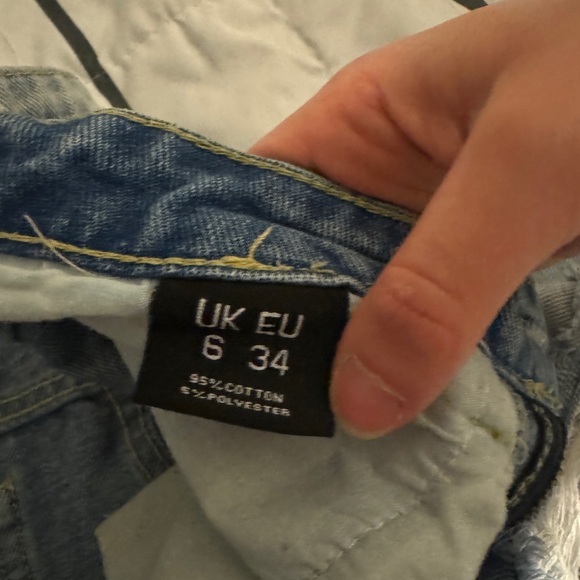 UK EU
6 34
95%COTTON
5%POLYESTER